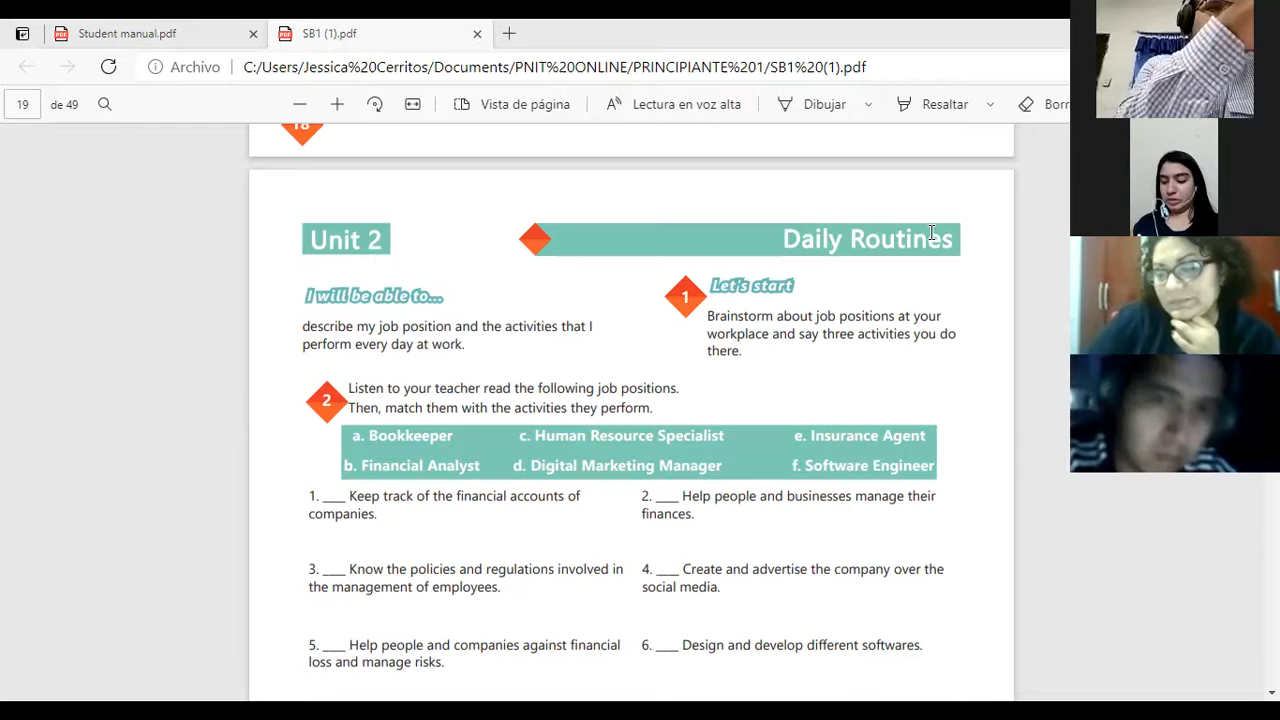 Student manual.pdf
SB1 (1).pdf
Archivo
C:/Users/Jessica%20Cerritos/Documents/PNIT%20ONLINE/PRINCIPIANTE%201/SB1%20(1).pdf
19
de 49
Vista de página
Lectura en voz alta
Dibujar
Resaltar
Borr
18
Unit 2
Daily Routines
I will be able to...
describe my job position and the activities that I
perform every day at work.
1
Let's start
Brainstorm about job positions at your
workplace and say three activities you do
there.
2
Listen to your teacher read the following job positions.
Then, match them with the activities they perform.
a. Bookkeeper
c. Human Resource Specialist
e. Insurance Agent
b. Financial Analyst
d. Digital Marketing Manager
f. Software Engineer
1. ____ Keep track of the financial accounts of
companies.
2. ____ Help people and businesses manage their
finances.
3. ____ Know the policies and regulations involved in
the management of employees.
4. ____ Create and advertise the company over the
social media.
5. ____ Help people and companies against financial
loss and manage risks.
6. ____ Design and develop different softwares.